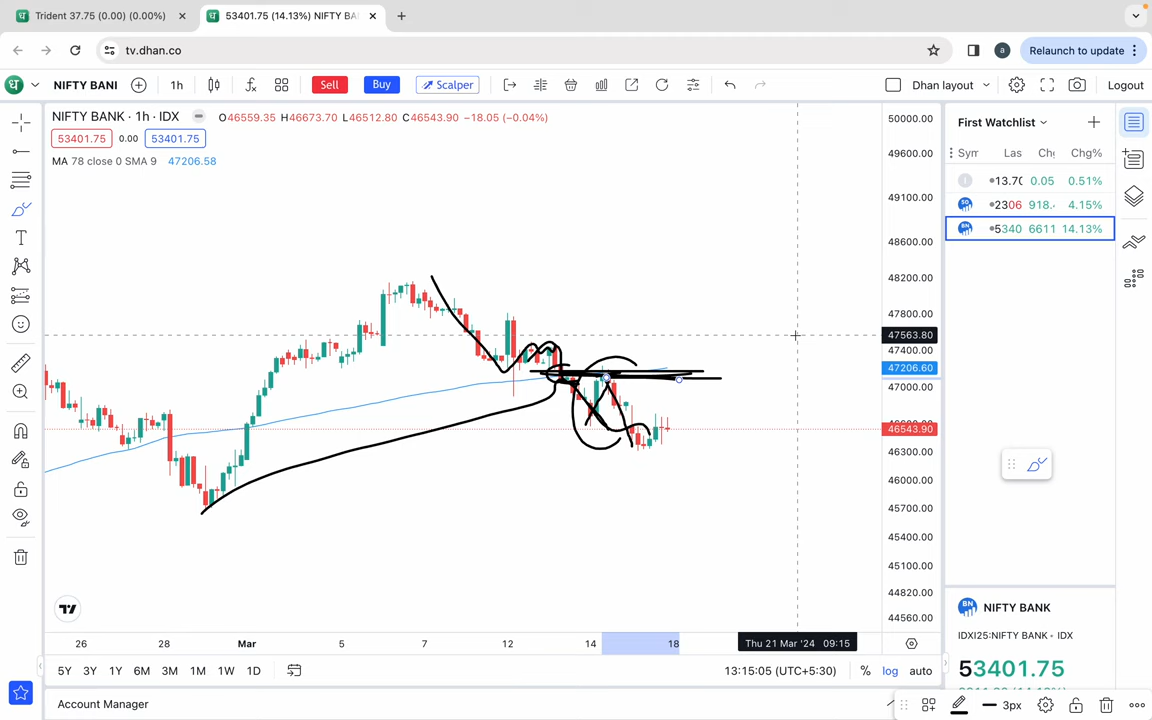 Trident 37.75 (0.00) (0.00%)
53401.75 (14.13%) NIFTY BA
tv.dhan.co
a
Relaunch to update
NIFTY BANI
1h
Sell
Buy
Scalper
Dhan layout
Logout
NIFTY BANK · 1h · IDX
O46559.35 H46673.70 L46512.80 C46543.90 −18.05 (−0.04%)
53401.75 0.00 53401.75
MA 78 close 0 SMA 9 47206.58
50000.00
49600.00
49100.00
48600.00
48200.00
47800.00
47563.80
47400.00
47206.60
47000.00
46543.90
46300.00
46000.00
45700.00
45400.00
45100.00
44820.00
44560.00
First Watchlist
Syr Las Chg Chg%
13.70 0.05 0.51%
2306 918. 4.15%
5340 6611 14.13%
NIFTY BANK
IDXI25:NIFTY BANK • IDX
53401.75
26 28 Mar 5 7 12 14 18 Thu 21 Mar '24 09:15
5Y 3Y 1Y 6M 3M 1M 1W 1D
13:15:05 (UTC+5:30) % log auto
Account Manager
3px